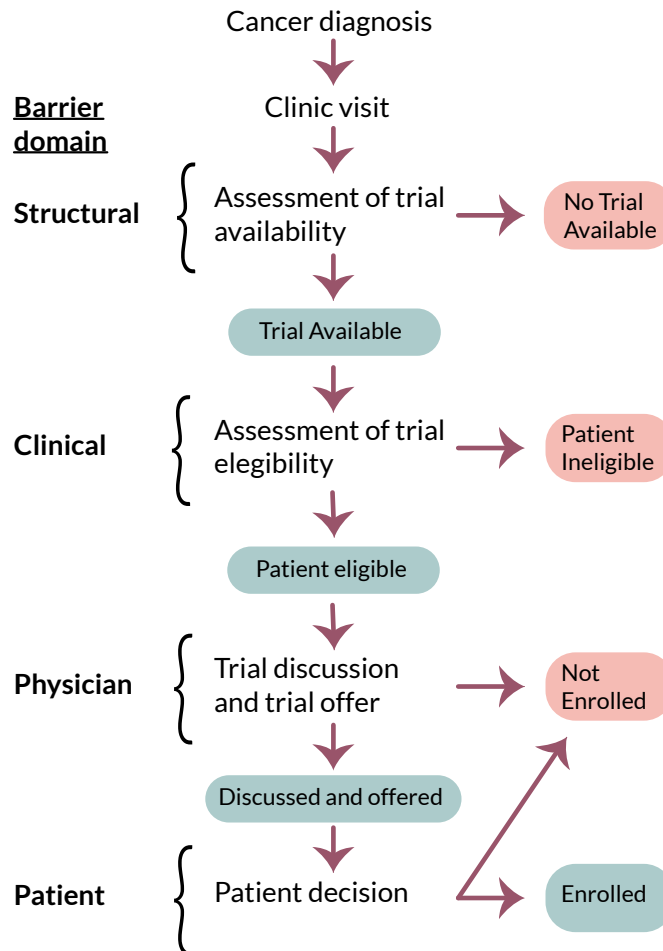 Cancer diagnosis
Barrier
domain
Clinic visit
Structural
Assessment of trial
availability
No Trial
Available
Trial Available
Clinical
Assessment of trial
elegibility
Patient
Ineligible
Patient eligible
Physician
Trial discussion
and trial offer
Not
Enrolled
Discussed and offered
Patient
Patient decision
Enrolled